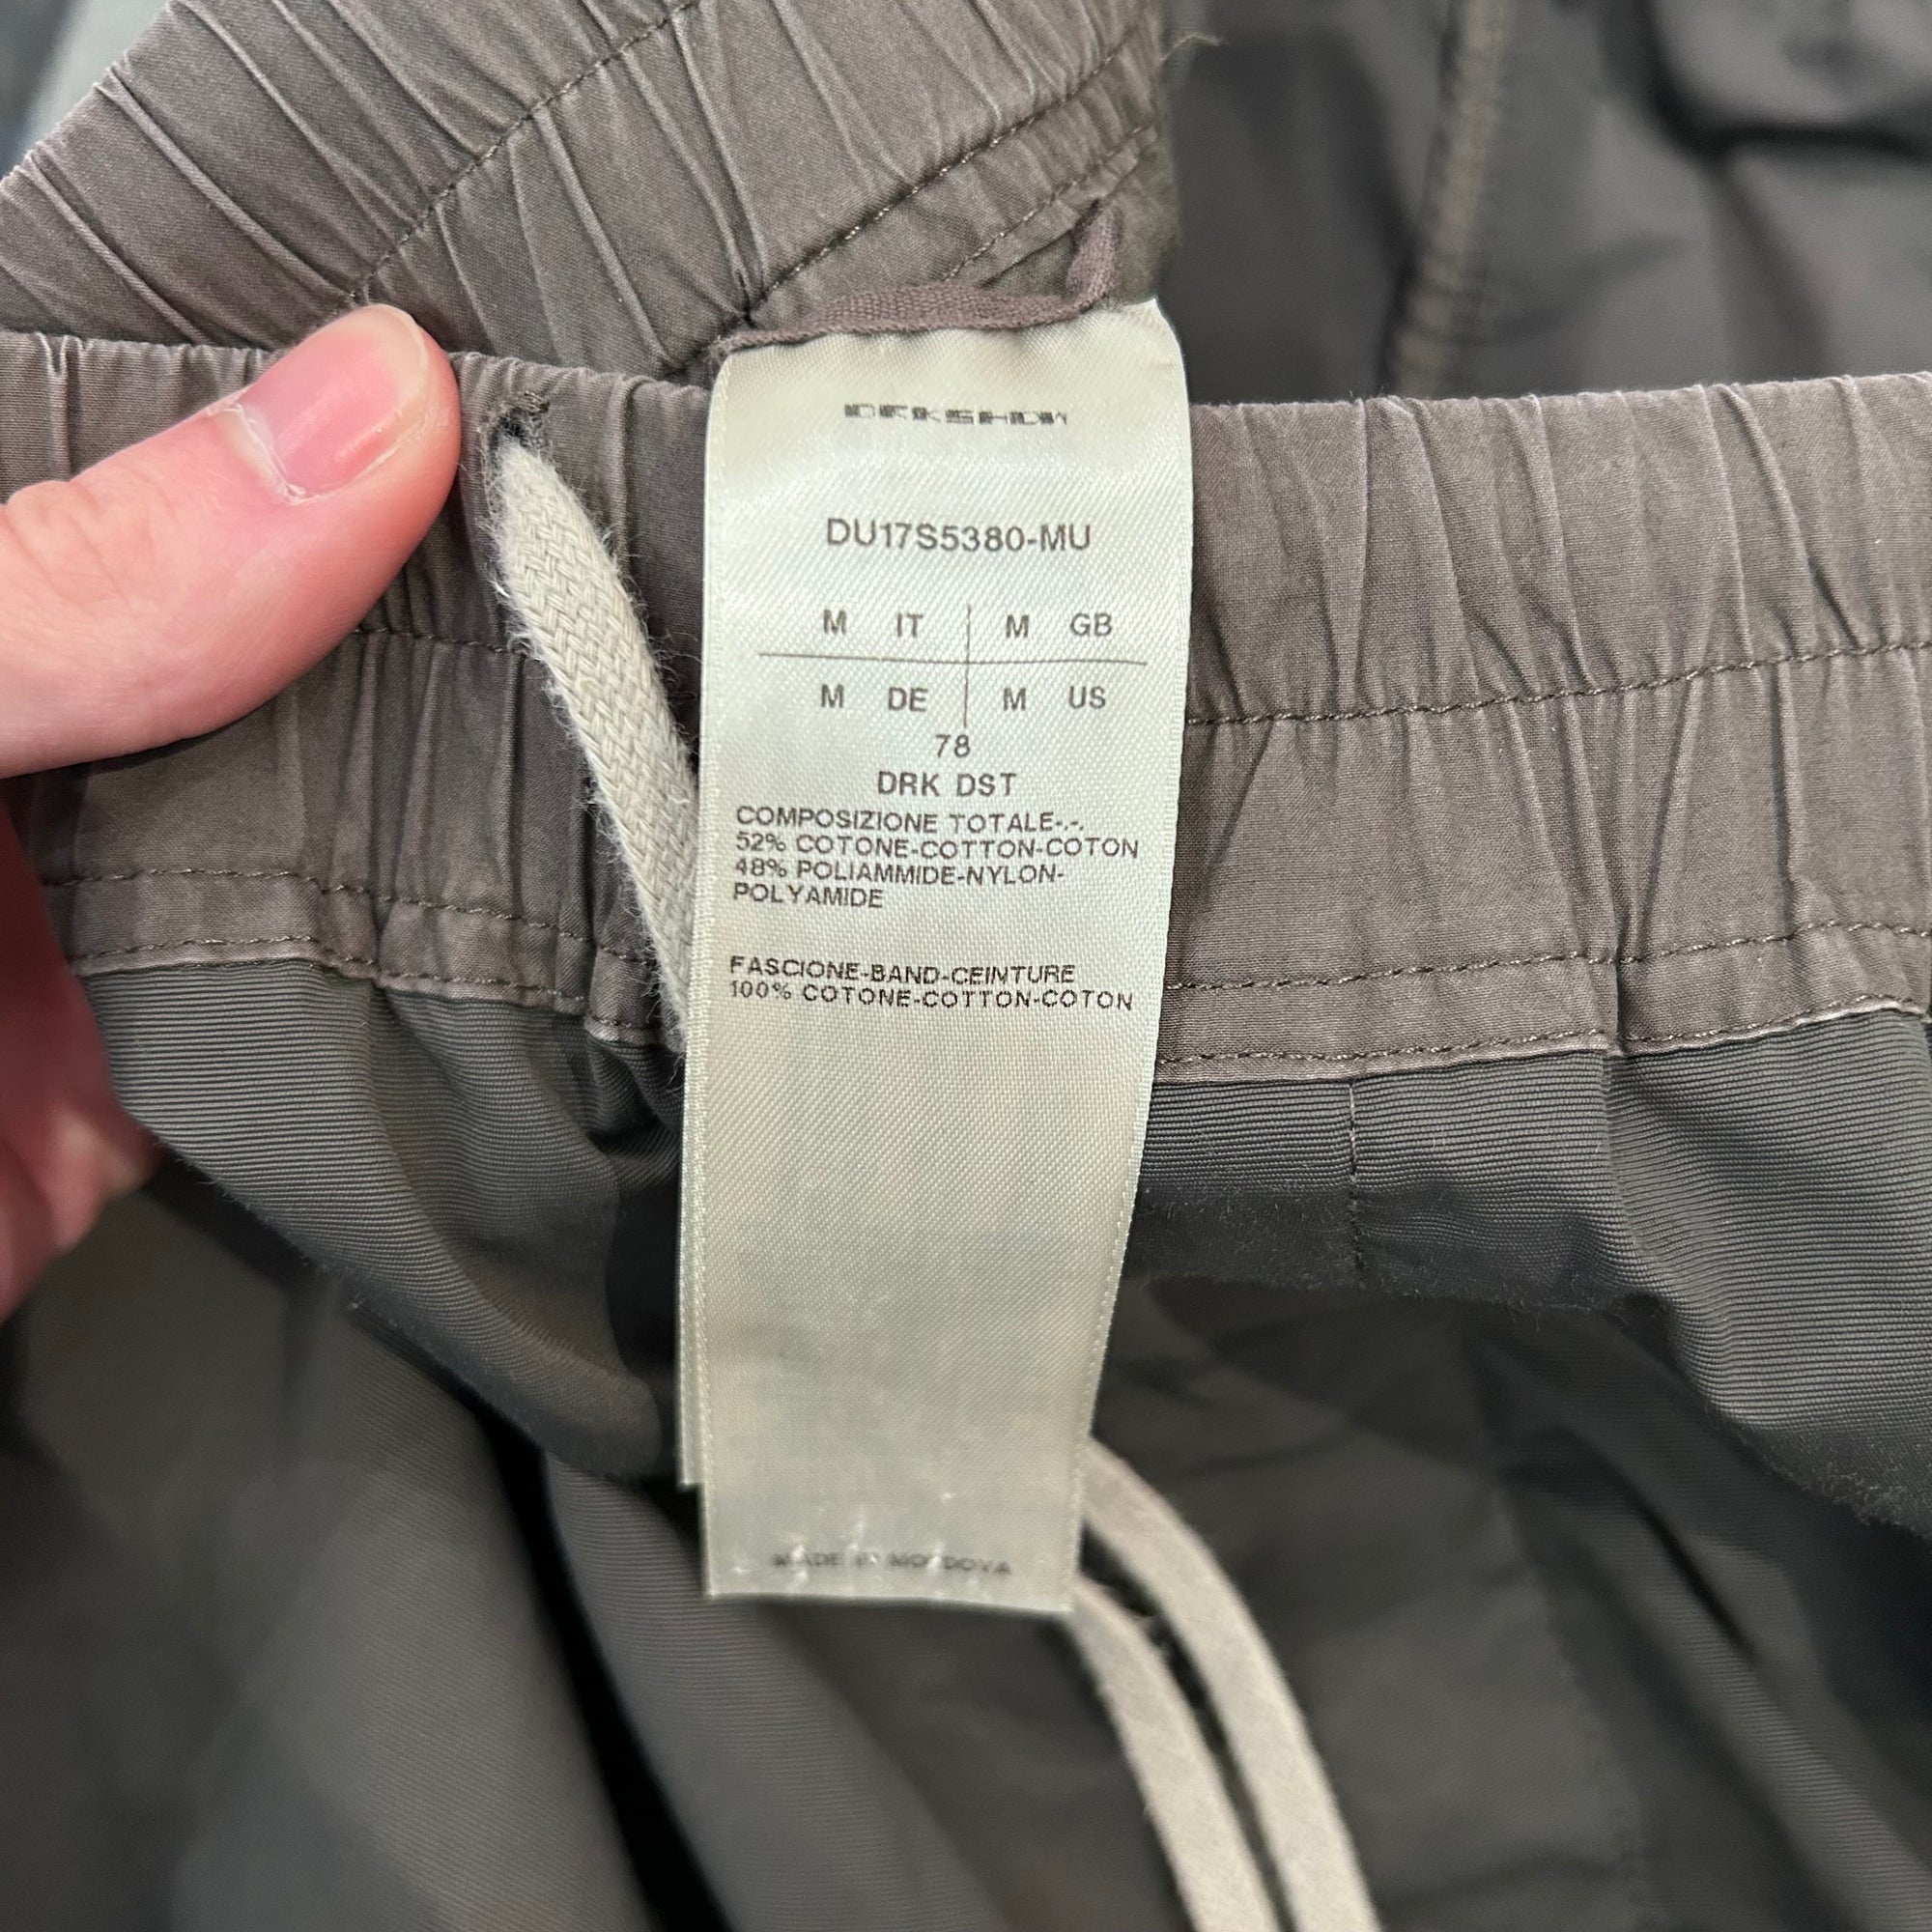 DRKSHDW
DU17S5380-MU
M IT M GB
M DE M US
78
DRK DST
COMPOSIZIONE TOTALE-.-.
52% COTONE-COTTON-COTON
48% POLIAMMIDE-NYLON-
POLYAMIDE
FASCIONE-BAND-CEINTURE
100% COTONE-COTTON-COTON
MADE IN MOLDOVA